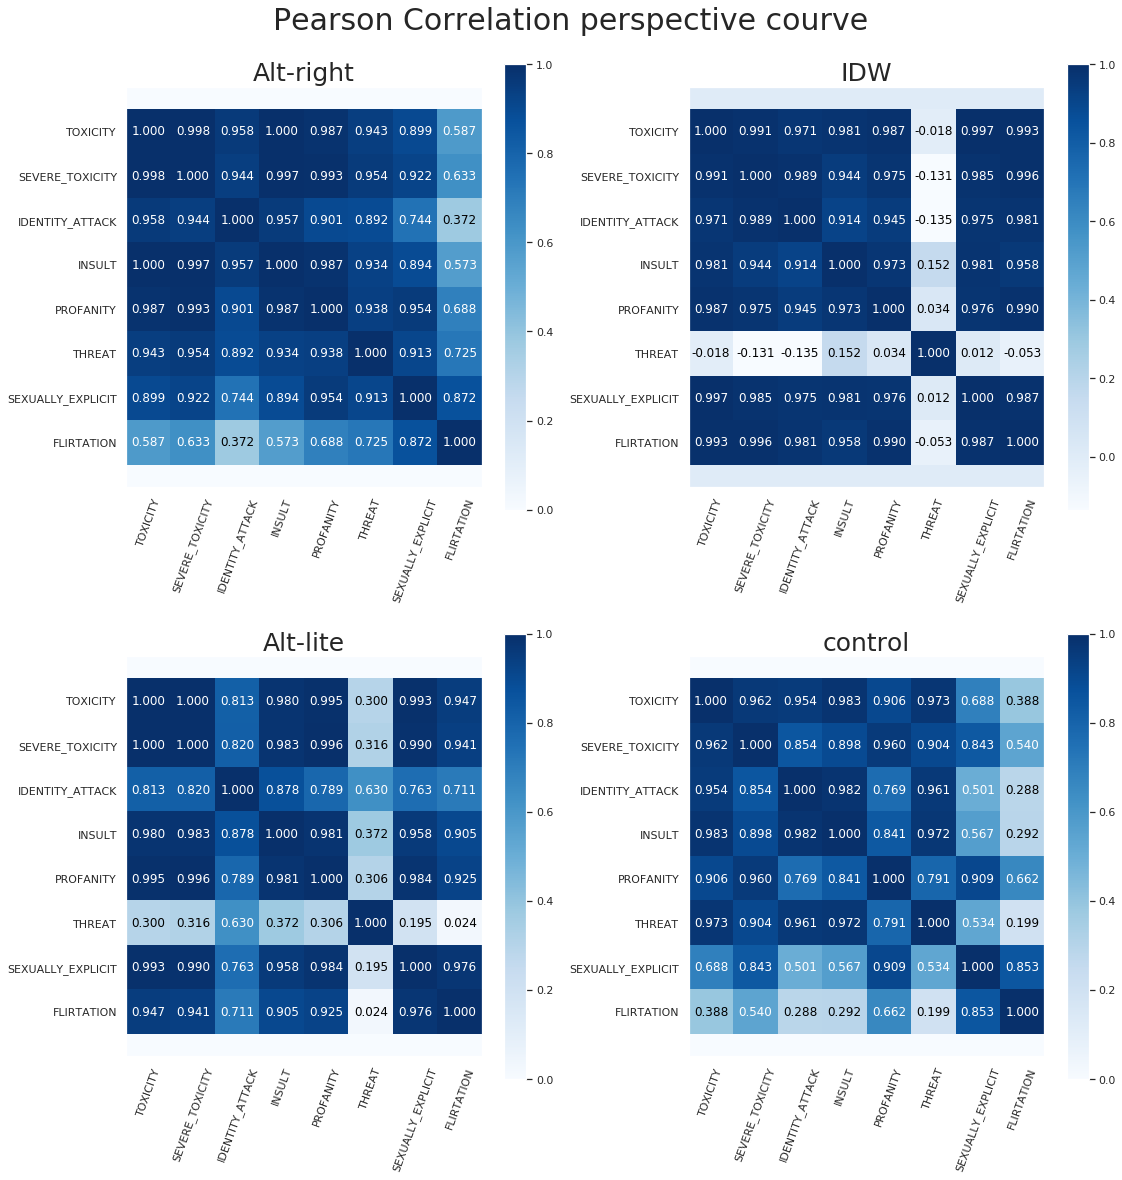 Pearson Correlation perspective courve
Alt-right
TOXICITY 1.000 0.998 0.958 1.000 0.987 0.943 0.899 0.587
SEVERE_TOXICITY 0.998 1.000 0.944 0.997 0.993 0.954 0.922 0.633
IDENTITY_ATTACK 0.958 0.944 1.000 0.957 0.901 0.892 0.744 0.372
INSULT 1.000 0.997 0.957 1.000 0.987 0.934 0.894 0.573
PROFANITY 0.987 0.993 0.901 0.987 1.000 0.938 0.954 0.688
THREAT 0.943 0.954 0.892 0.934 0.938 1.000 0.913 0.725
SEXUALLY_EXPLICIT 0.899 0.922 0.744 0.894 0.954 0.913 1.000 0.872
FLIRTATION 0.587 0.633 0.372 0.573 0.688 0.725 0.872 1.000
TOXICITY SEVERE_TOXICITY IDENTITY_ATTACK INSULT PROFANITY THREAT SEXUALLY_EXPLICIT FLIRTATION
1.0
0.8
0.6
0.4
0.2
0.0
IDW
TOXICITY 1.000 0.991 0.971 0.981 0.987 -0.018 0.997 0.993
SEVERE_TOXICITY 0.991 1.000 0.989 0.944 0.975 -0.131 0.985 0.996
IDENTITY_ATTACK 0.971 0.989 1.000 0.914 0.945 -0.135 0.975 0.981
INSULT 0.981 0.944 0.914 1.000 0.973 0.152 0.981 0.958
PROFANITY 0.987 0.975 0.945 0.973 1.000 0.034 0.976 0.990
THREAT -0.018 -0.131 -0.135 0.152 0.034 1.000 0.012 -0.053
SEXUALLY_EXPLICIT 0.997 0.985 0.975 0.981 0.976 0.012 1.000 0.987
FLIRTATION 0.993 0.996 0.981 0.958 0.990 -0.053 0.987 1.000
TOXICITY SEVERE_TOXICITY IDENTITY_ATTACK INSULT PROFANITY THREAT SEXUALLY_EXPLICIT FLIRTATION
1.0
0.8
0.6
0.4
0.2
0.0
Alt-lite
TOXICITY 1.000 1.000 0.813 0.980 0.995 0.300 0.993 0.947
SEVERE_TOXICITY 1.000 1.000 0.820 0.983 0.996 0.316 0.990 0.941
IDENTITY_ATTACK 0.813 0.820 1.000 0.878 0.789 0.630 0.763 0.711
INSULT 0.980 0.983 0.878 1.000 0.981 0.372 0.958 0.905
PROFANITY 0.995 0.996 0.789 0.981 1.000 0.306 0.984 0.925
THREAT 0.300 0.316 0.630 0.372 0.306 1.000 0.195 0.024
SEXUALLY_EXPLICIT 0.993 0.990 0.763 0.958 0.984 0.195 1.000 0.976
FLIRTATION 0.947 0.941 0.711 0.905 0.925 0.024 0.976 1.000
TOXICITY SEVERE_TOXICITY IDENTITY_ATTACK INSULT PROFANITY THREAT SEXUALLY_EXPLICIT FLIRTATION
1.0
0.8
0.6
0.4
0.2
0.0
control
TOXICITY 1.000 0.962 0.954 0.983 0.906 0.973 0.688 0.388
SEVERE_TOXICITY 0.962 1.000 0.854 0.898 0.960 0.904 0.843 0.540
IDENTITY_ATTACK 0.954 0.854 1.000 0.982 0.769 0.961 0.501 0.288
INSULT 0.983 0.898 0.982 1.000 0.841 0.972 0.567 0.292
PROFANITY 0.906 0.960 0.769 0.841 1.000 0.791 0.909 0.662
THREAT 0.973 0.904 0.961 0.972 0.791 1.000 0.534 0.199
SEXUALLY_EXPLICIT 0.688 0.843 0.501 0.567 0.909 0.534 1.000 0.853
FLIRTATION 0.388 0.540 0.288 0.292 0.662 0.199 0.853 1.000
TOXICITY SEVERE_TOXICITY IDENTITY_ATTACK INSULT PROFANITY THREAT SEXUALLY_EXPLICIT FLIRTATION
1.0
0.8
0.6
0.4
0.2
0.0